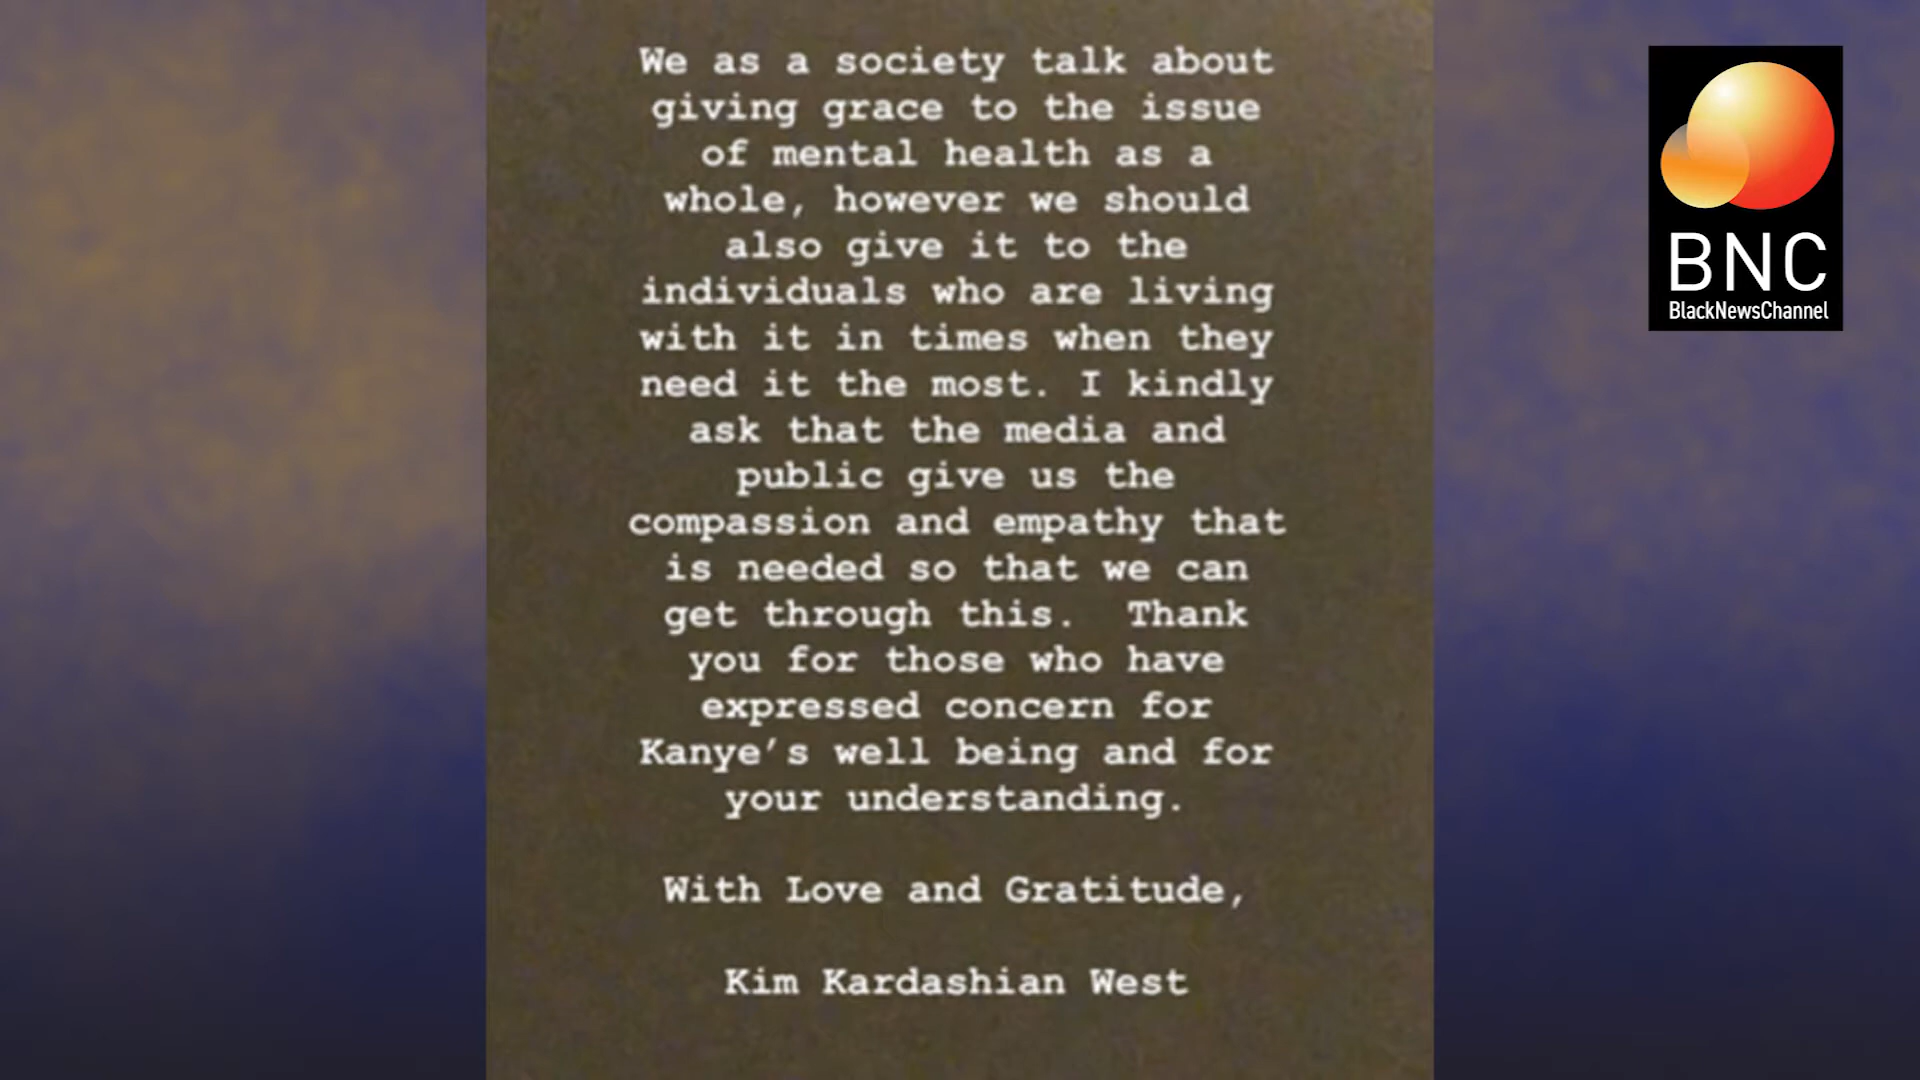 We as a society talk about
giving grace to the issue
of mental health as a
whole, however we should
also give it to the
individuals who are living
with it in times when they
need it the most. I kindly
ask that the media and
public give us the
compassion and empathy that
is needed so that we can
get through this.  Thank
you for those who have
expressed concern for
Kanye’s well being and for
your understanding.
With Love and Gratitude,
Kim Kardashian West
BNC
BlackNewsChannel